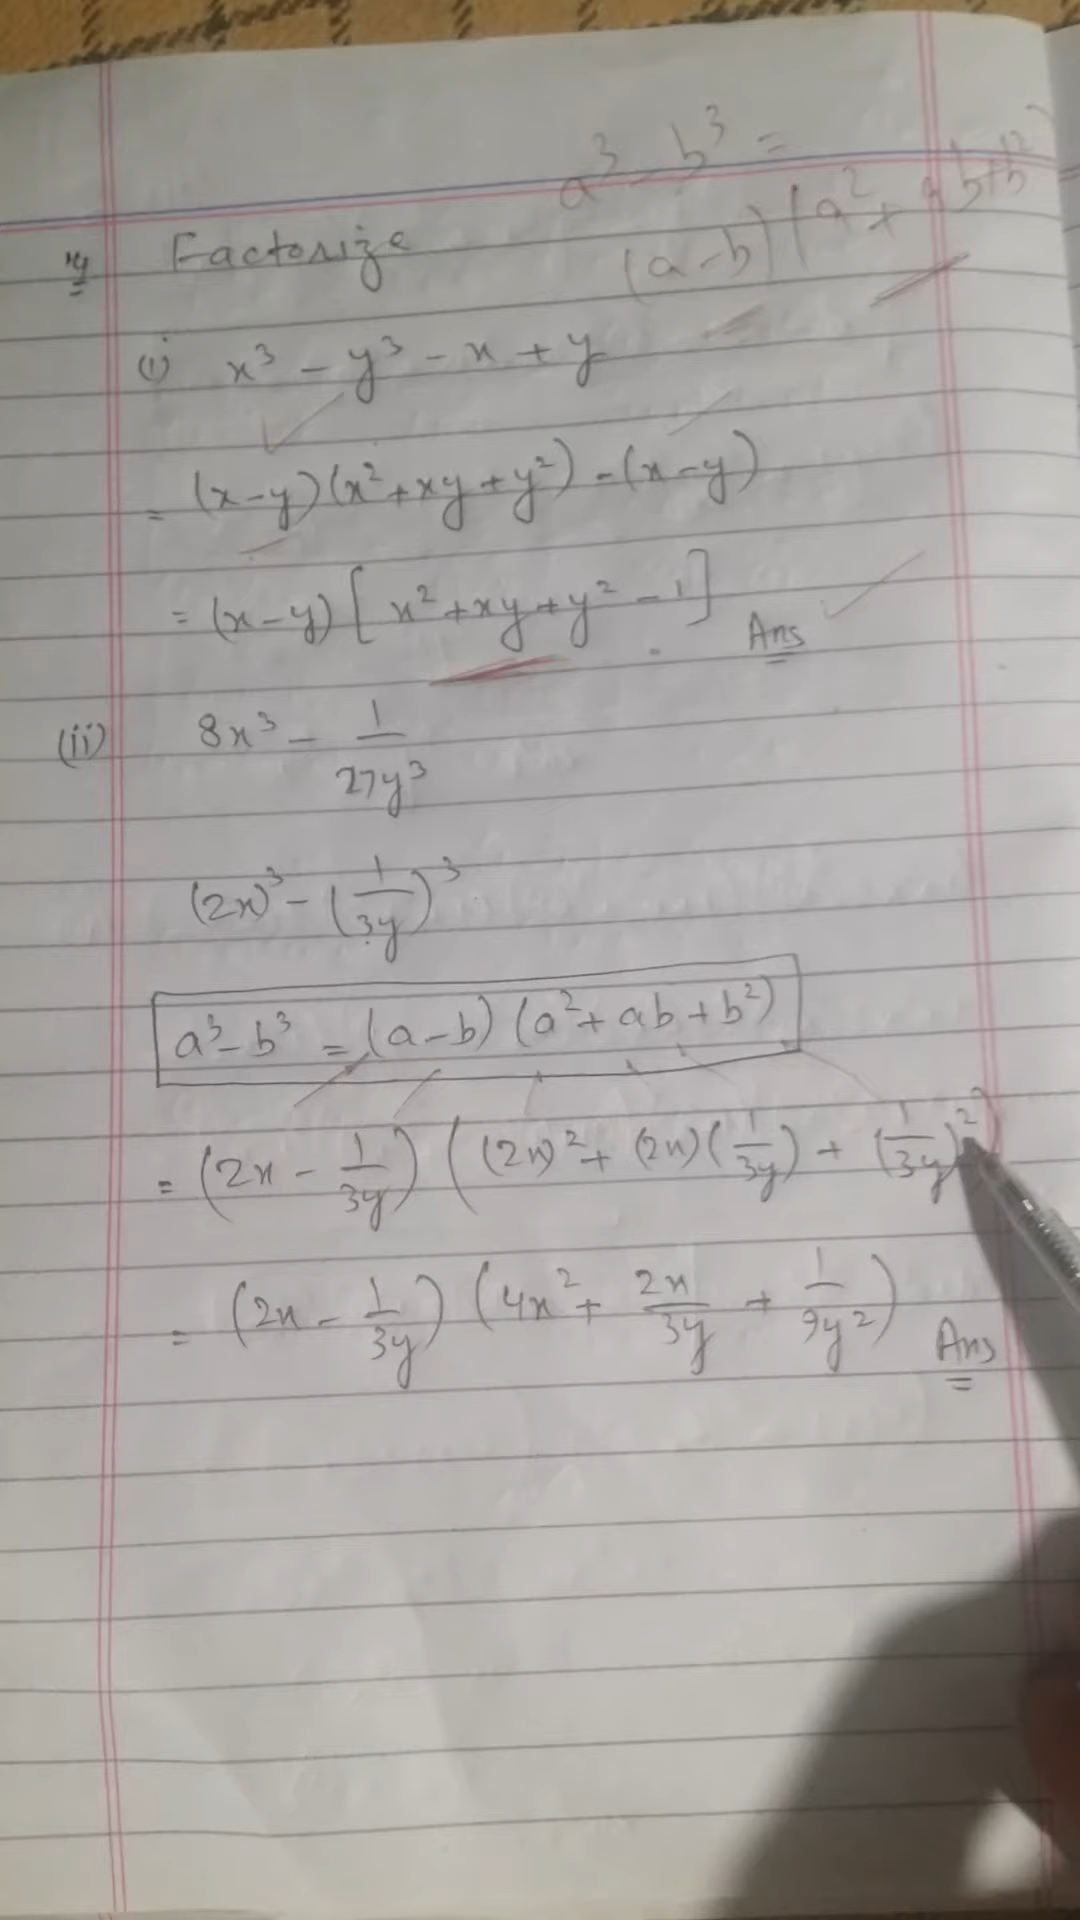 a³ - b³ =
(a-b)(a² + ab+b²)
Factorize
(i) x³ - y³ - x + y
= (x-y)(x²+xy+y²) - (x-y)
= (x-y)[x²+xy+y² - 1] Ans
(ii) 8x³ - 1/27y³
(2x)³ - (1/3y)³
a³-b³ = (a-b)(a²+ab+b²)
= (2x - 1/3y)((2x)² + (2x)(1/3y) + (1/3y)²)
= (2x - 1/3y)(4x² + 2x/3y + 1/9y²) Ans